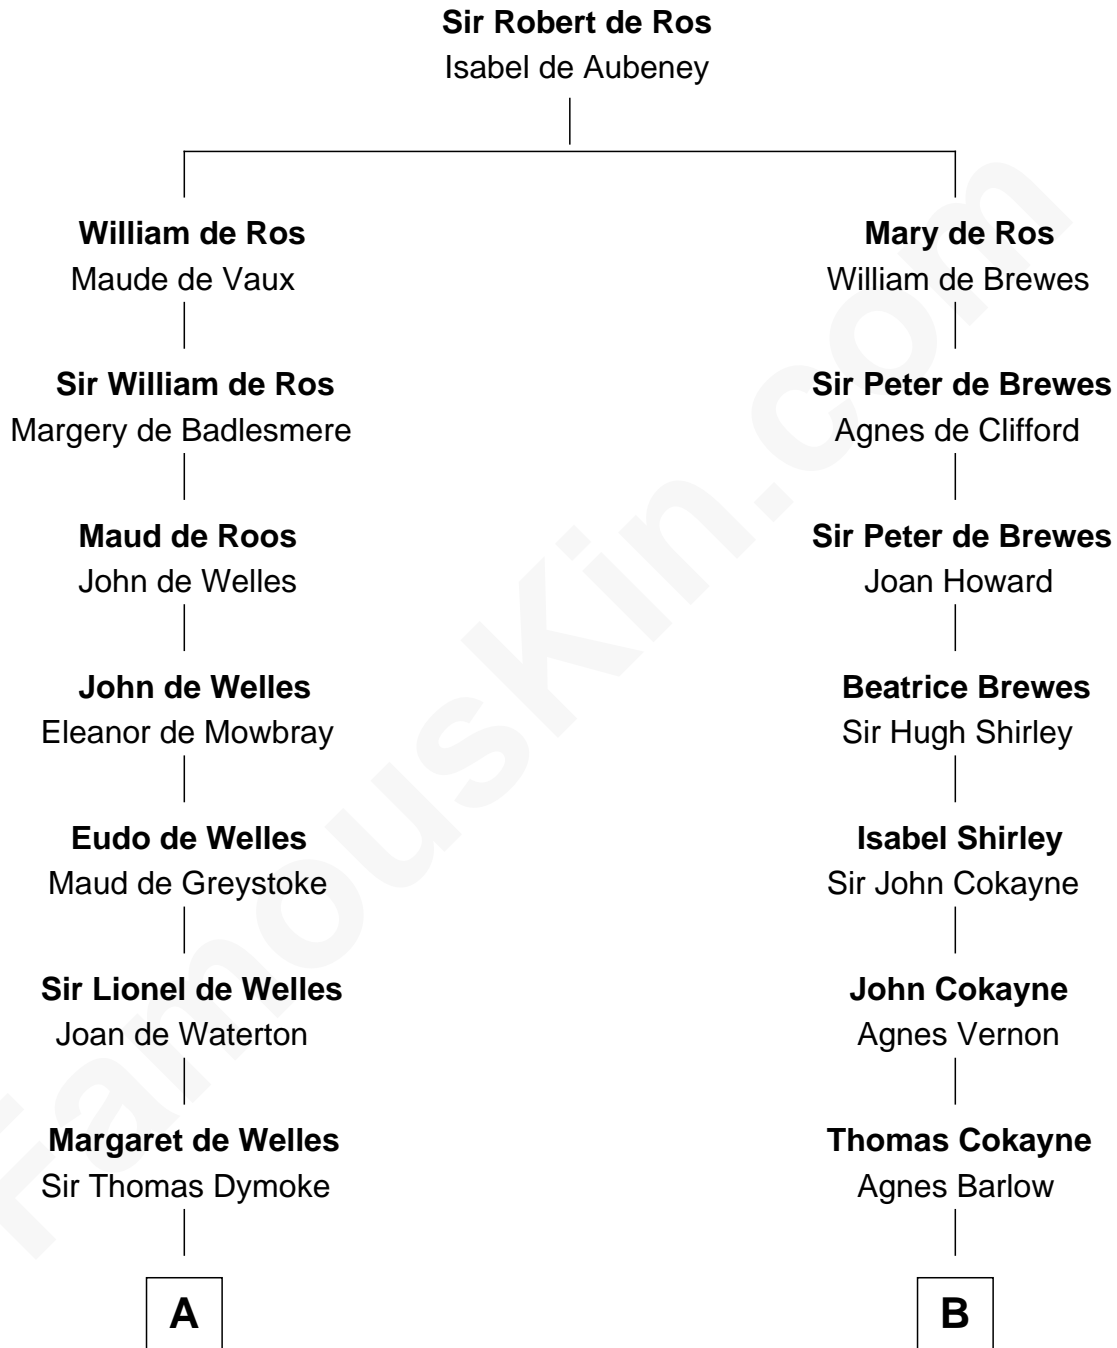 Sir Robert de Ros
Isabel de Aubeney
William de Ros
Maude de Vaux
Mary de Ros
William de Brewes
Sir William de Ros
Margery de Badlesmere
Sir Peter de Brewes
Agnes de Clifford
Maud de Roos
John de Welles
Sir Peter de Brewes
Joan Howard
John de Welles
Eleanor de Mowbray
Beatrice Brewes
Sir Hugh Shirley
Eudo de Welles
Maud de Greystoke
Isabel Shirley
Sir John Cokayne
Sir Lionel de Welles
Joan de Waterton
John Cokayne
Agnes Vernon
Margaret de Welles
Sir Thomas Dymoke
Thomas Cokayne
Agnes Barlow
A
B
FamousKin.com